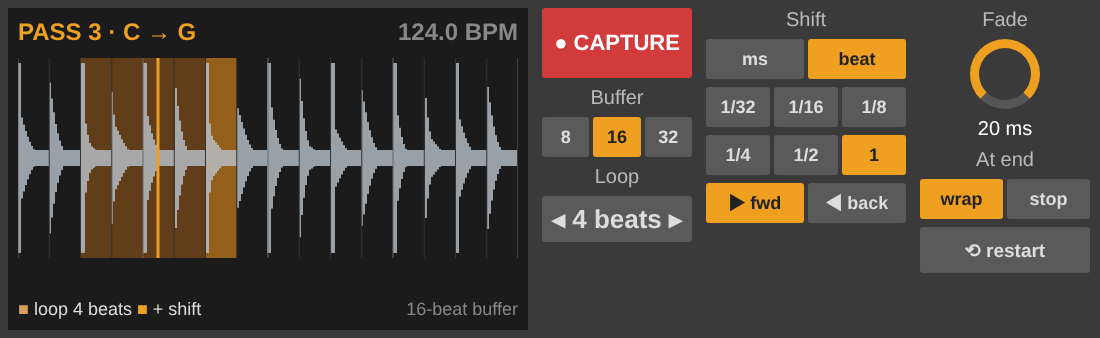 PASS 3 · C → G
124.0 BPM
■ loop 4 beats ■ + shift
16-beat buffer
● CAPTURE
Buffer
8 16 32
Loop
◀ 4 beats ▶
Shift
ms beat
1/32 1/16 1/8
1/4 1/2 1
▶ fwd ◀ back
Fade
20 ms
At end
wrap stop
⟲ restart